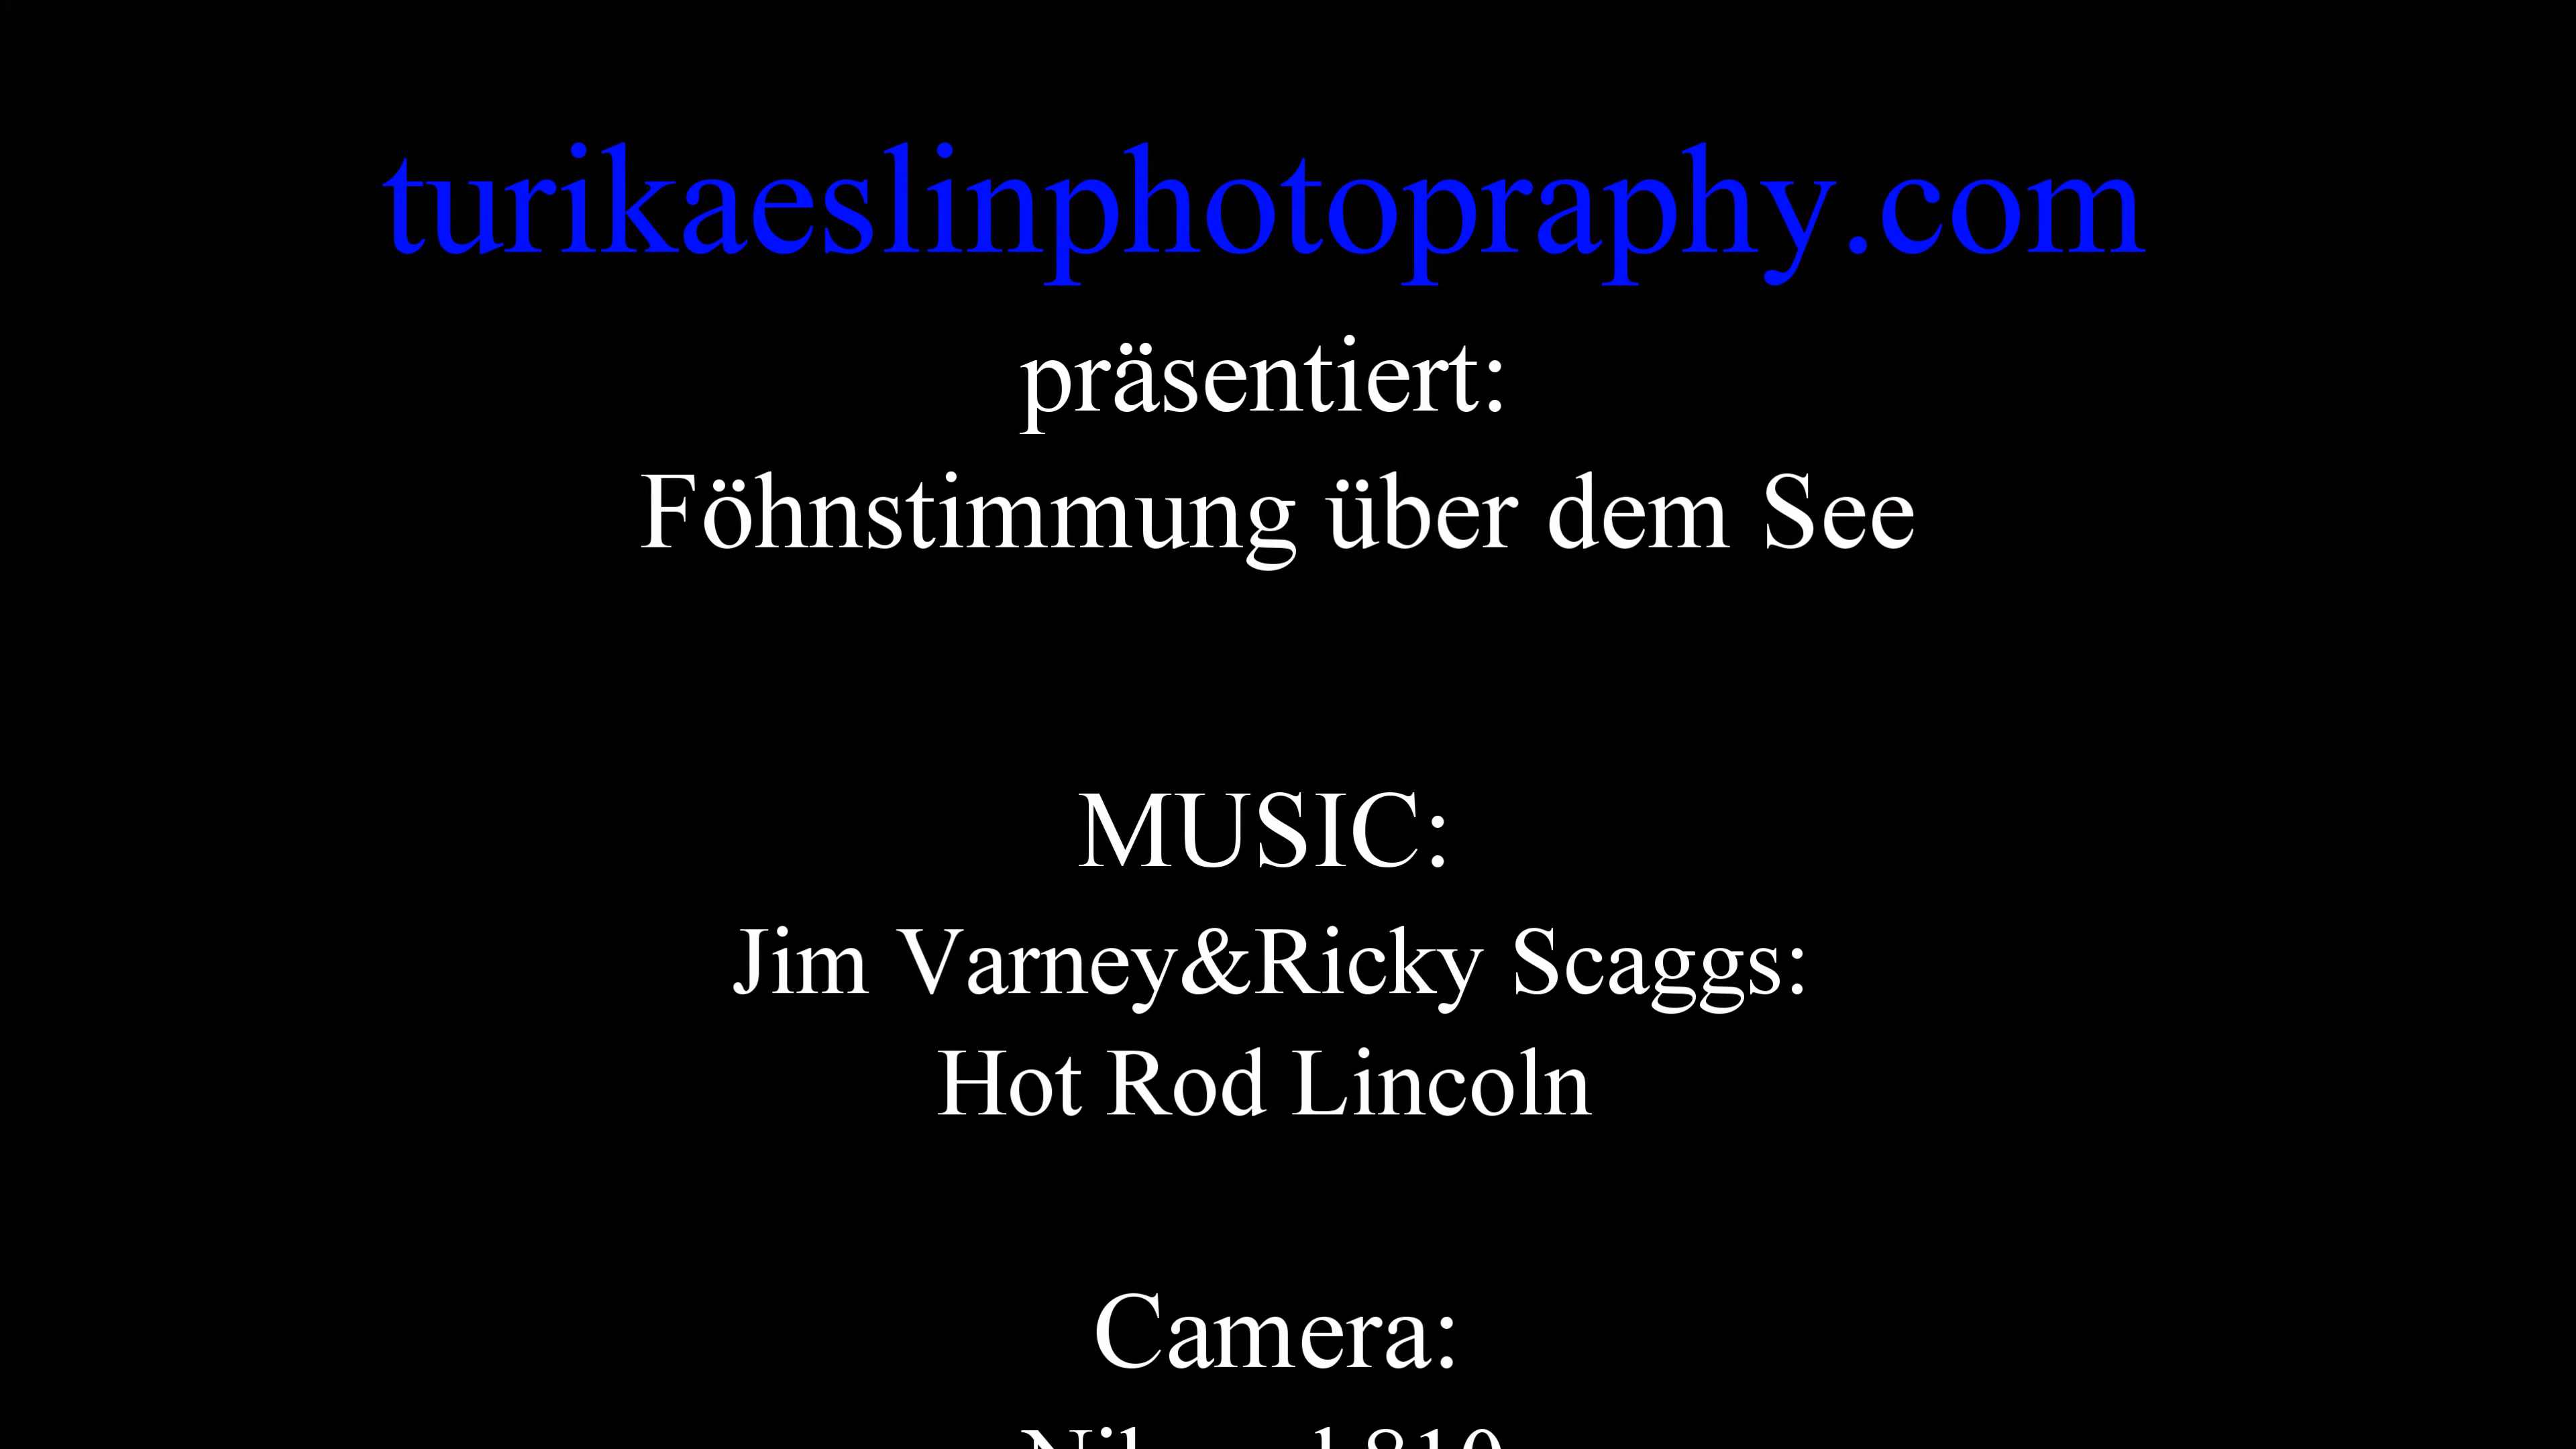 turikaeslinphotopraphy.com
präsentiert:
Föhnstimmung über dem See
MUSIC:
Jim Varney&Ricky Scaggs:
Hot Rod Lincoln
Camera: